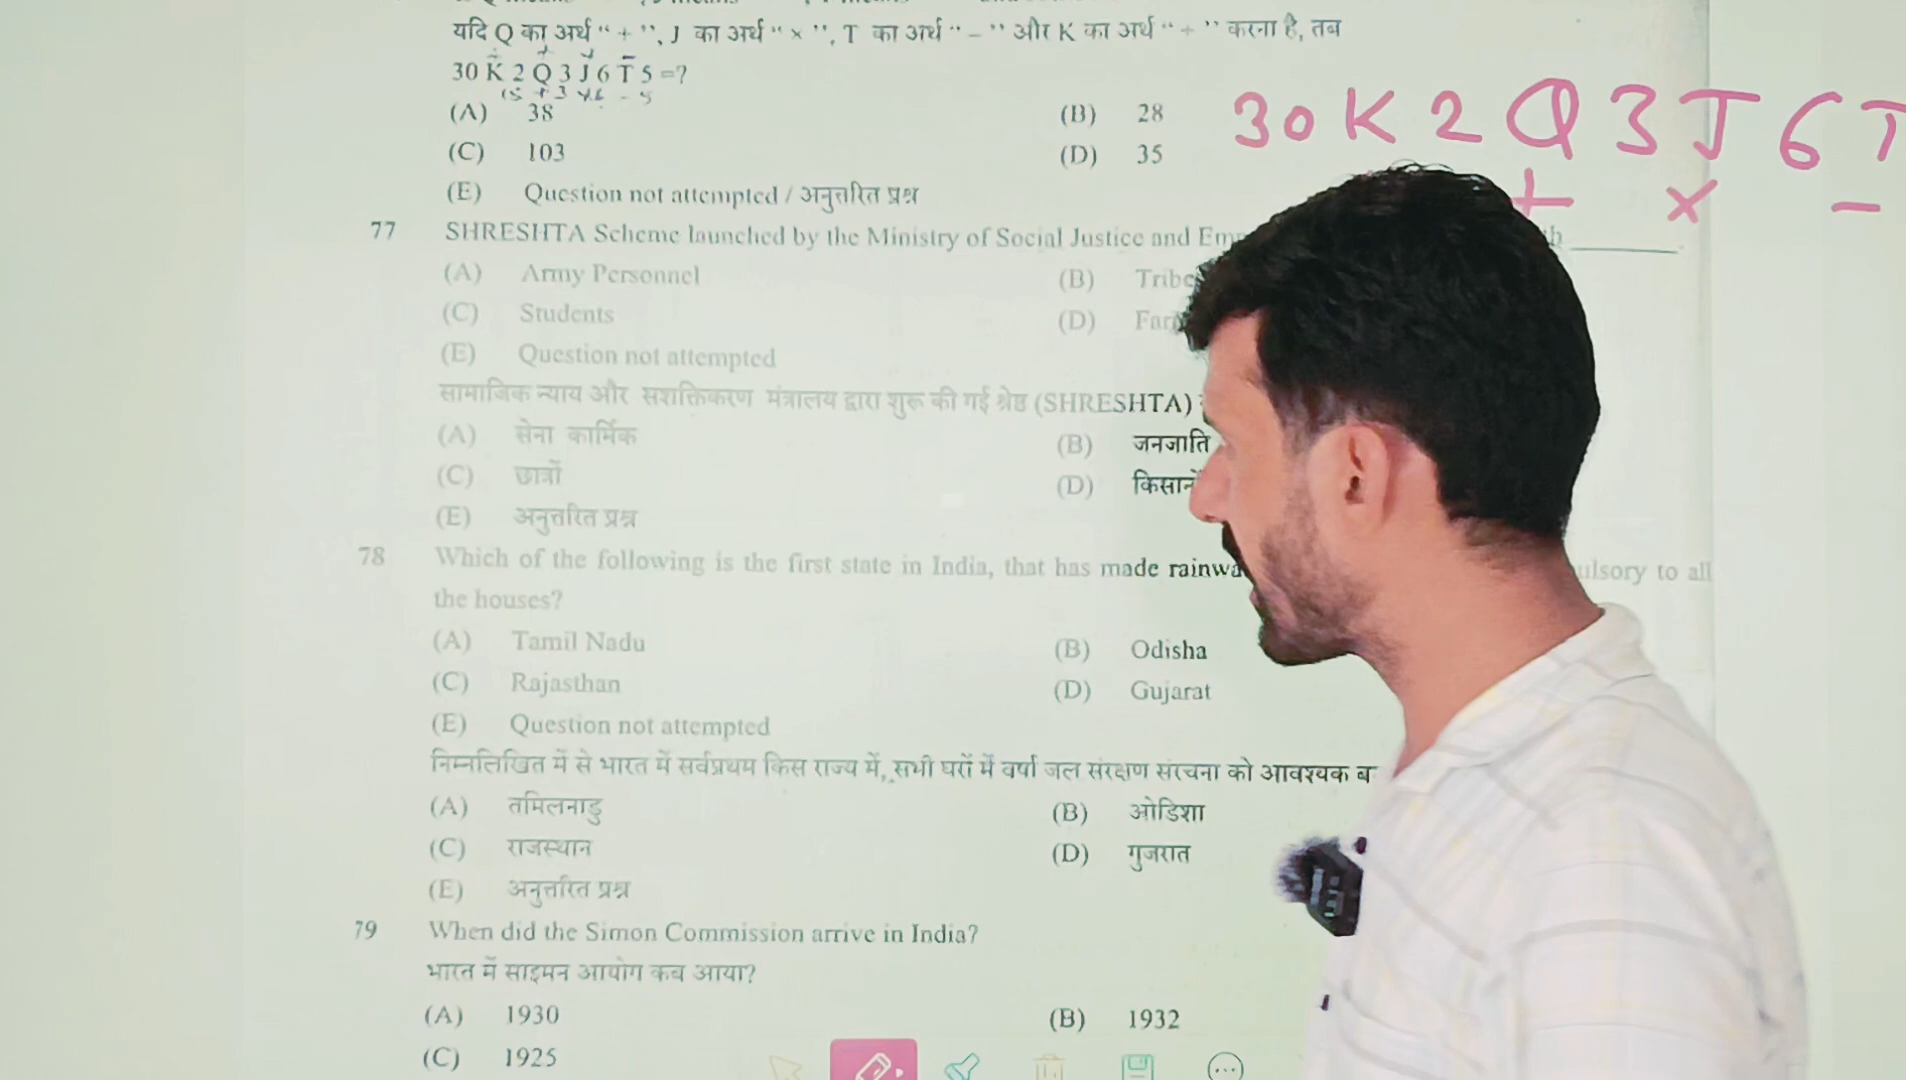 यदि Q का अर्थ “ + ”, J का अर्थ “ × ”, T का अर्थ “ – ” और K का अर्थ “ ÷ ” करना है, तब
30 K 2 Q 3 J 6 T 5 =?
15 + 3 × 6 - 5
(A) 38 (B) 28
(C) 103 (D) 35
(E) Question not attempted / अनुत्तरित प्रश्न
30 K 2 Q 3 J 6 T
+ × –
77 SHRESHTA Scheme launched by the Ministry of Social Justice and
(A) Army Personnel (B)
(C) Students (D)
(E) Question not attempted
सामाजिक न्याय और सशक्तिकरण मंत्रालय द्वारा शुरू की गई श्रेष्ठ (SHRESHTA)
(A) सेना कार्मिक (B) जनजाति
(C) छात्रों (D)
(E) अनुत्तरित प्रश्न
78 Which of the following is the first state in India, that has made to all
the houses?
(A) Tamil Nadu (B) Odisha
(C) Rajasthan (D) Gujarat
(E) Question not attempted
निम्नलिखित में से भारत में सर्वप्रथम किस राज्य में, सभी घरों में वर्षा जल संरक्षण संरचना को आवश्यक
(A) तमिलनाडु (B) ओडिशा
(C) राजस्थान (D) गुजरात
(E) अनुत्तरित प्रश्न
79 When did the Simon Commission arrive in India?
भारत में साइमन आयोग कब आया?
(A) 1930 (B) 1932
(C) 1925